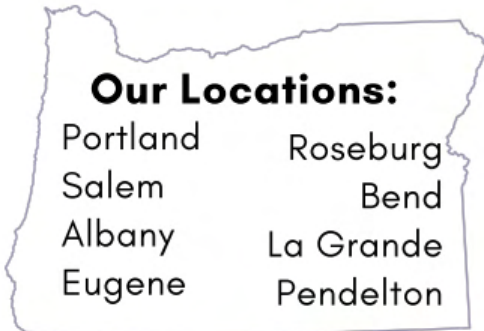 Our Locations:
Portland
Salem
Albany
Eugene
Roseburg
Bend
La Grande
Pendelton